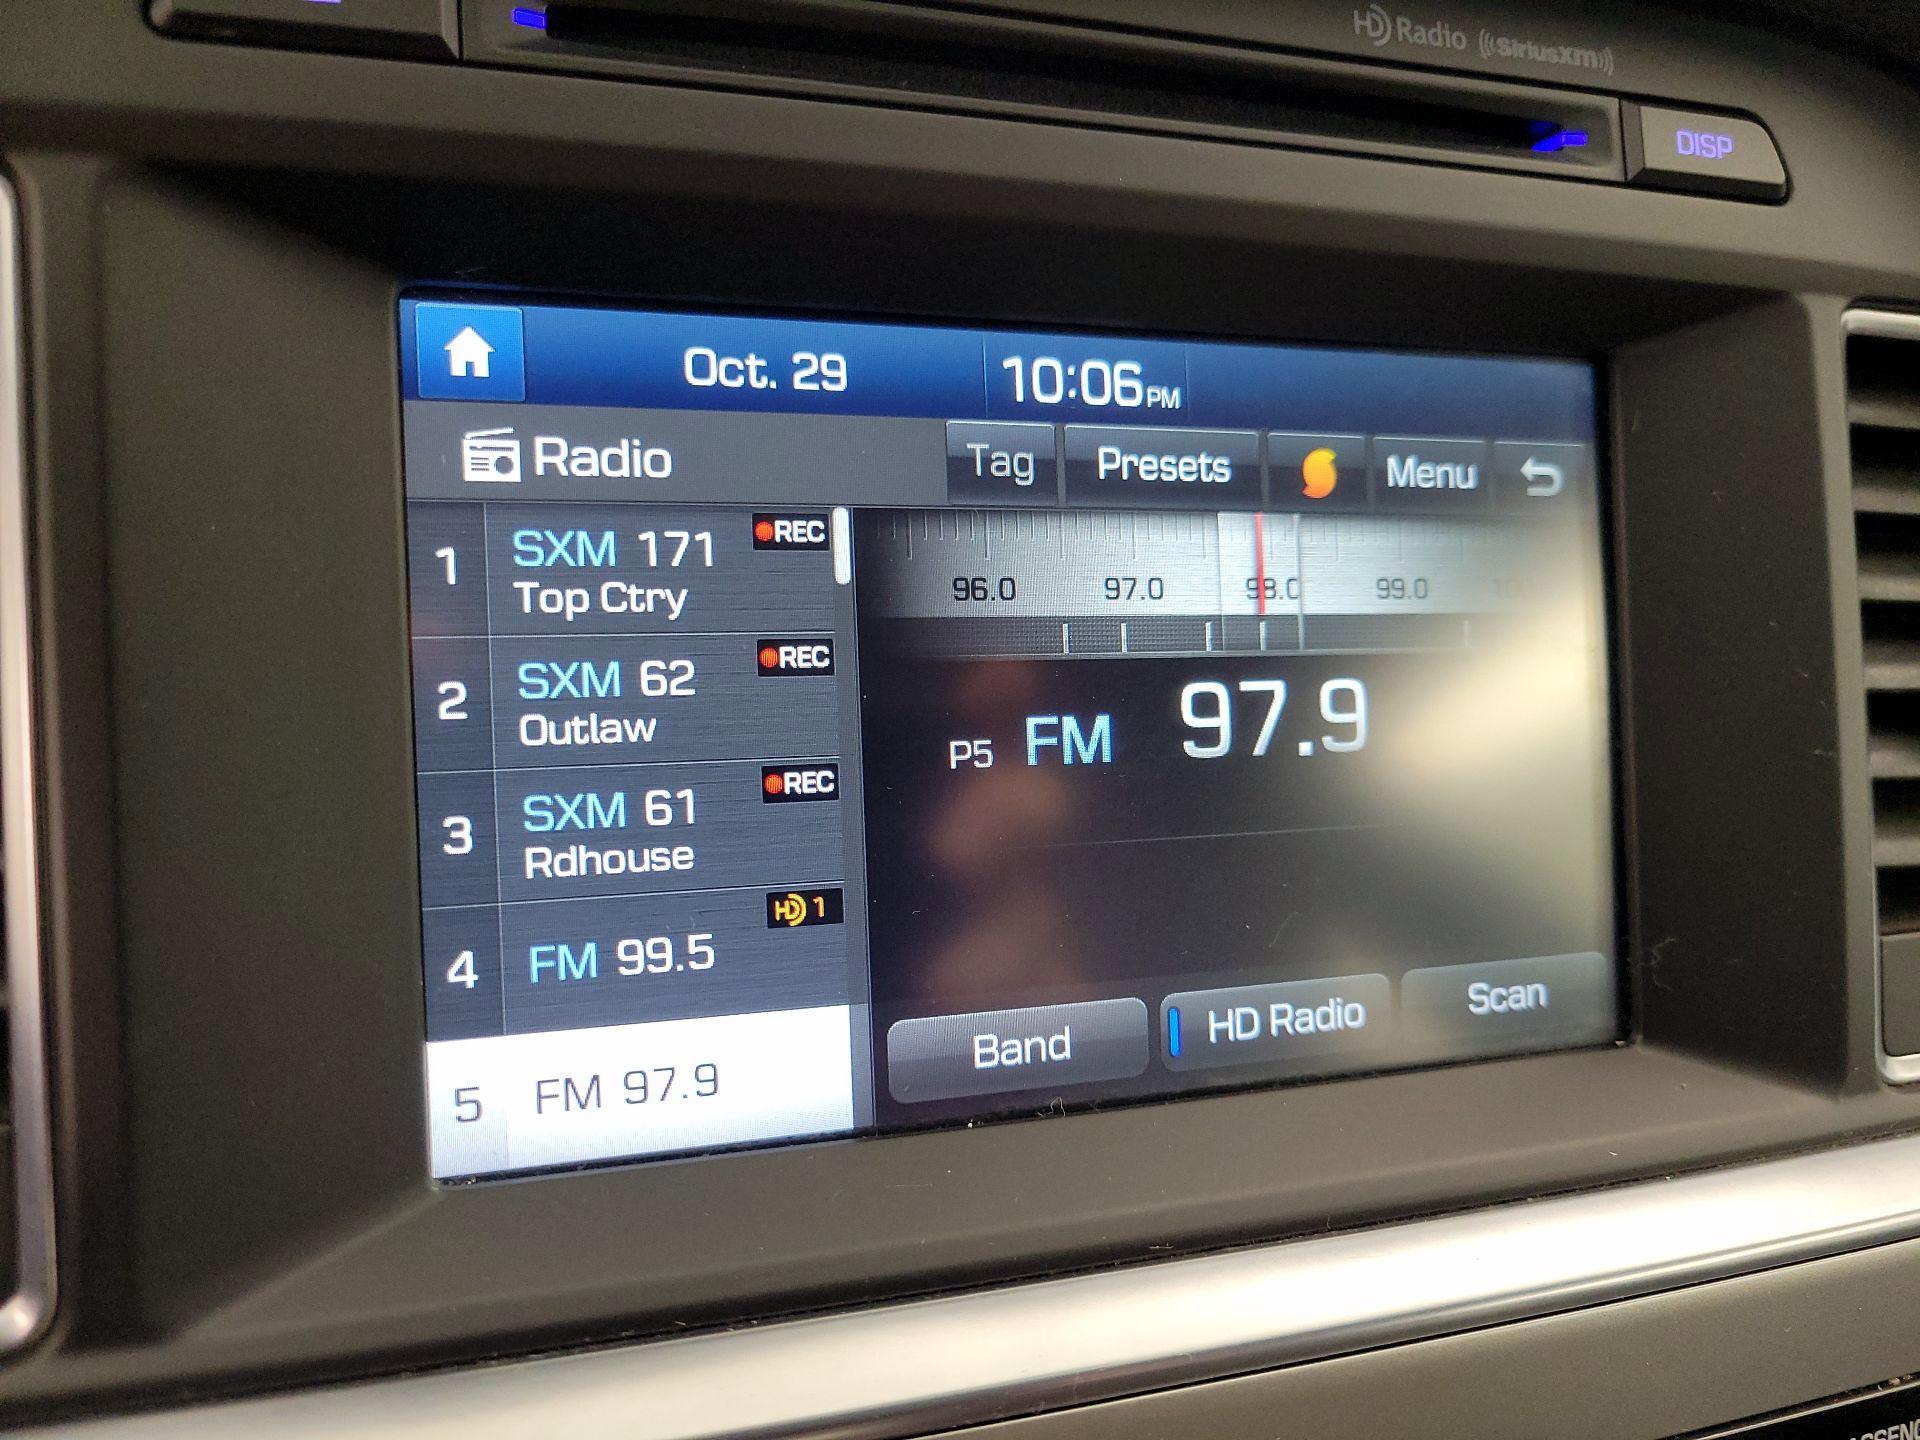 HD Radio ((SiriusXM))
DISP
Oct. 29 10:06 PM
Radio Tag Presets Menu
1 SXM 171 REC
Top Ctry
2 SXM 62 REC
Outlaw
3 SXM 61 REC
Rdhouse
4 FM 99.5 HD 1
5 FM 97.9
96.0 97.0 98.0 99.0
P5 FM 97.9
Band HD Radio Scan